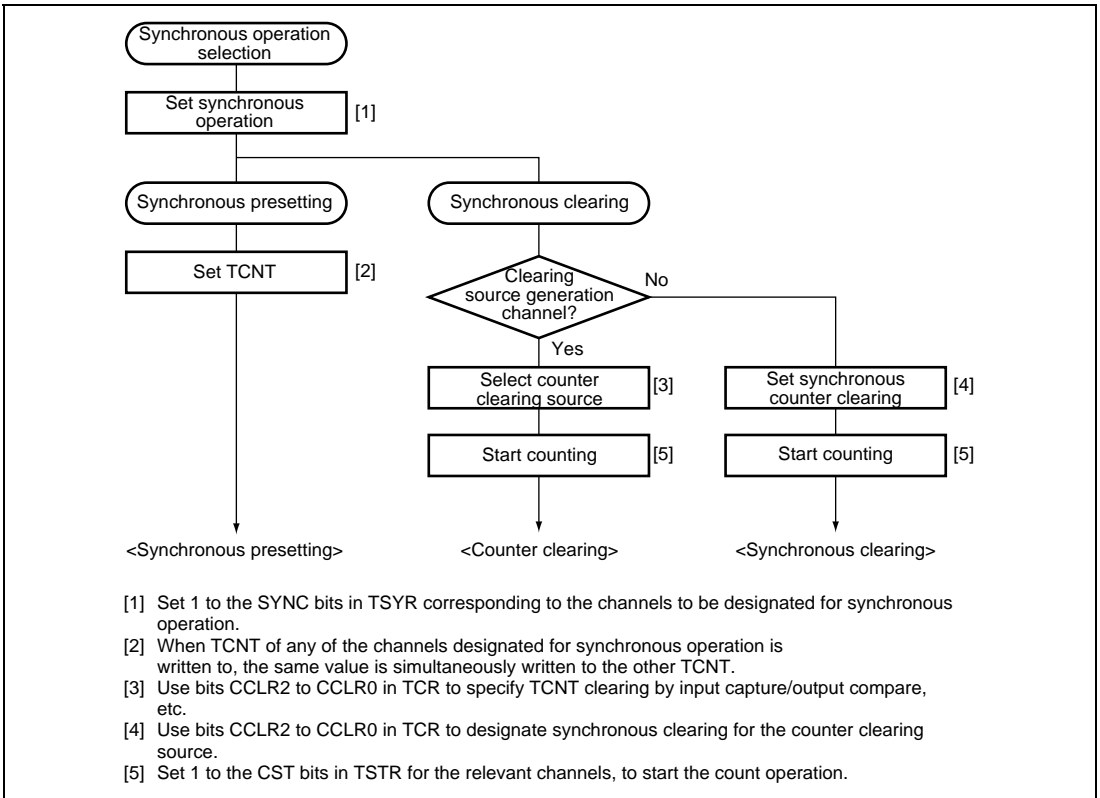 Synchronous operation
selection
Set synchronous
operation
[1]
Synchronous presetting
Synchronous clearing
Set TCNT
[2]
Clearing
source generation
channel?
No
Yes
Select counter
clearing source
[3]
Set synchronous
counter clearing
[4]
Start counting
[5]
Start counting
[5]
<Synchronous presetting>
<Counter clearing>
<Synchronous clearing>
[1] Set 1 to the SYNC bits in TSYR corresponding to the channels to be designated for synchronous
operation.
[2] When TCNT of any of the channels designated for synchronous operation is
written to, the same value is simultaneously written to the other TCNT.
[3] Use bits CCLR2 to CCLR0 in TCR to specify TCNT clearing by input capture/output compare,
etc.
[4] Use bits CCLR2 to CCLR0 in TCR to designate synchronous clearing for the counter clearing
source.
[5] Set 1 to the CST bits in TSTR for the relevant channels, to start the count operation.